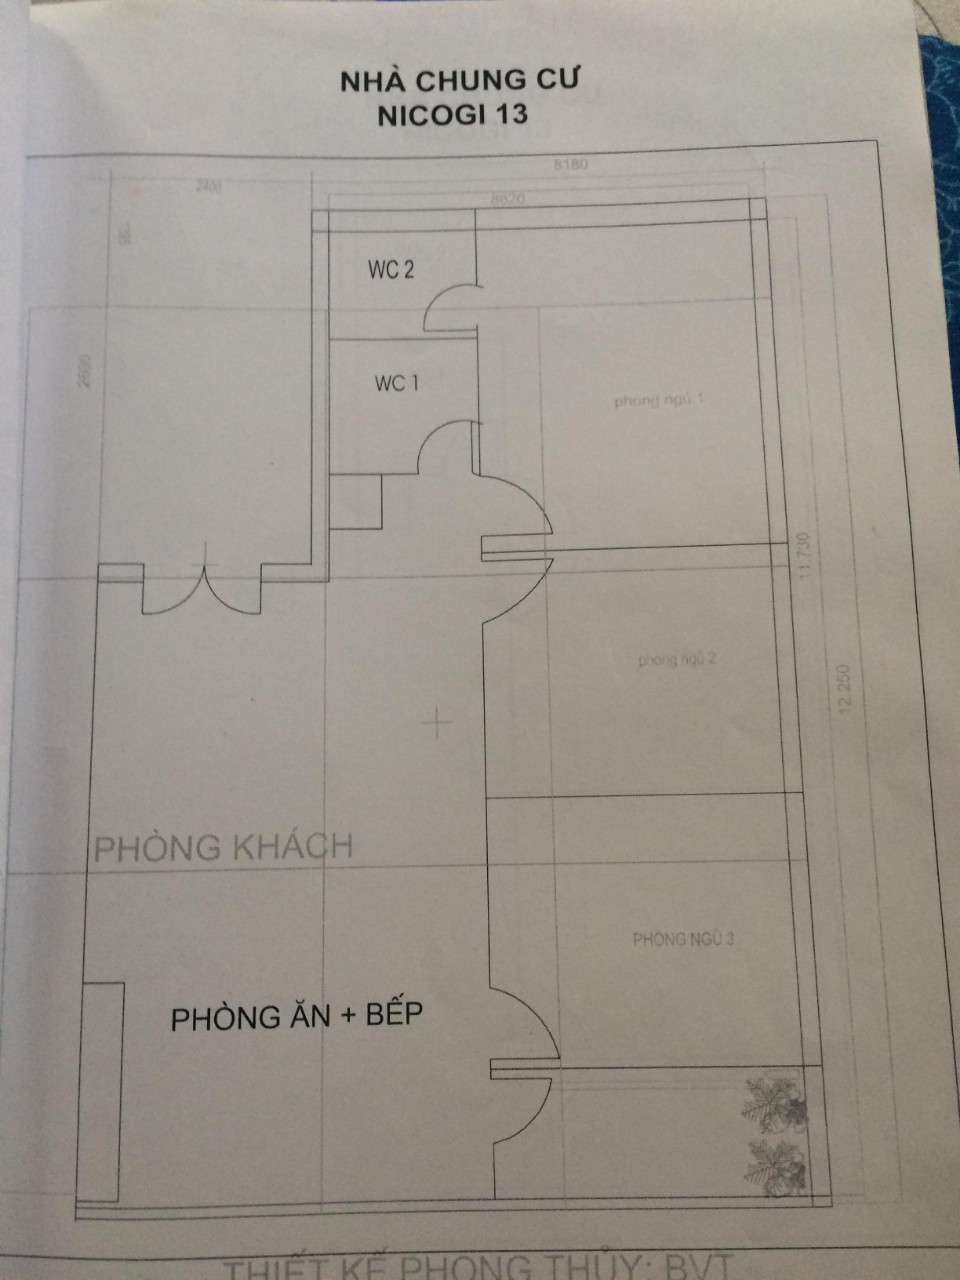 NHÀ CHUNG CƯ
NICOGI 13
8180
2400
8620
WC 2
2600
WC 1
phòng ngủ 1
11.730
phòng ngủ 2
12.250
PHÒNG KHÁCH
PHÒNG NGỦ 3
PHÒNG ĂN + BẾP
THIẾT KẾ PHONG THỦY: BVT